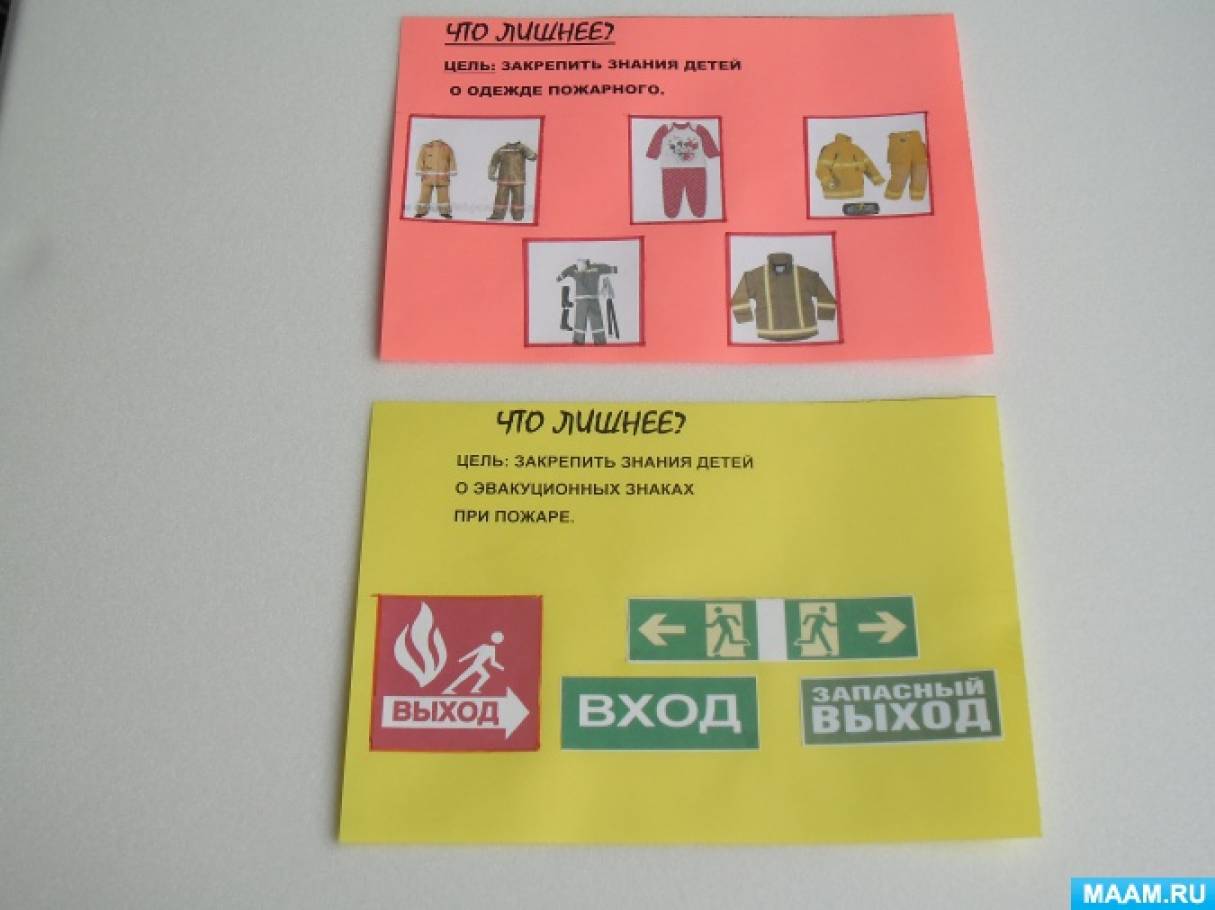 ЧТО ЛИШНЕЕ?
ЦЕЛЬ: ЗАКРЕПИТЬ ЗНАНИЯ ДЕТЕЙ
О ОДЕЖДЕ ПОЖАРНОГО.
ЧТО ЛИШНЕЕ?
ЦЕЛЬ: ЗАКРЕПИТЬ ЗНАНИЯ ДЕТЕЙ
О ЭВАКУЦИОННЫХ ЗНАКАХ
ПРИ ПОЖАРЕ.
ВЫХОД
ВХОД
ЗАПАСНЫЙ
ВЫХОД
MAAM.RU